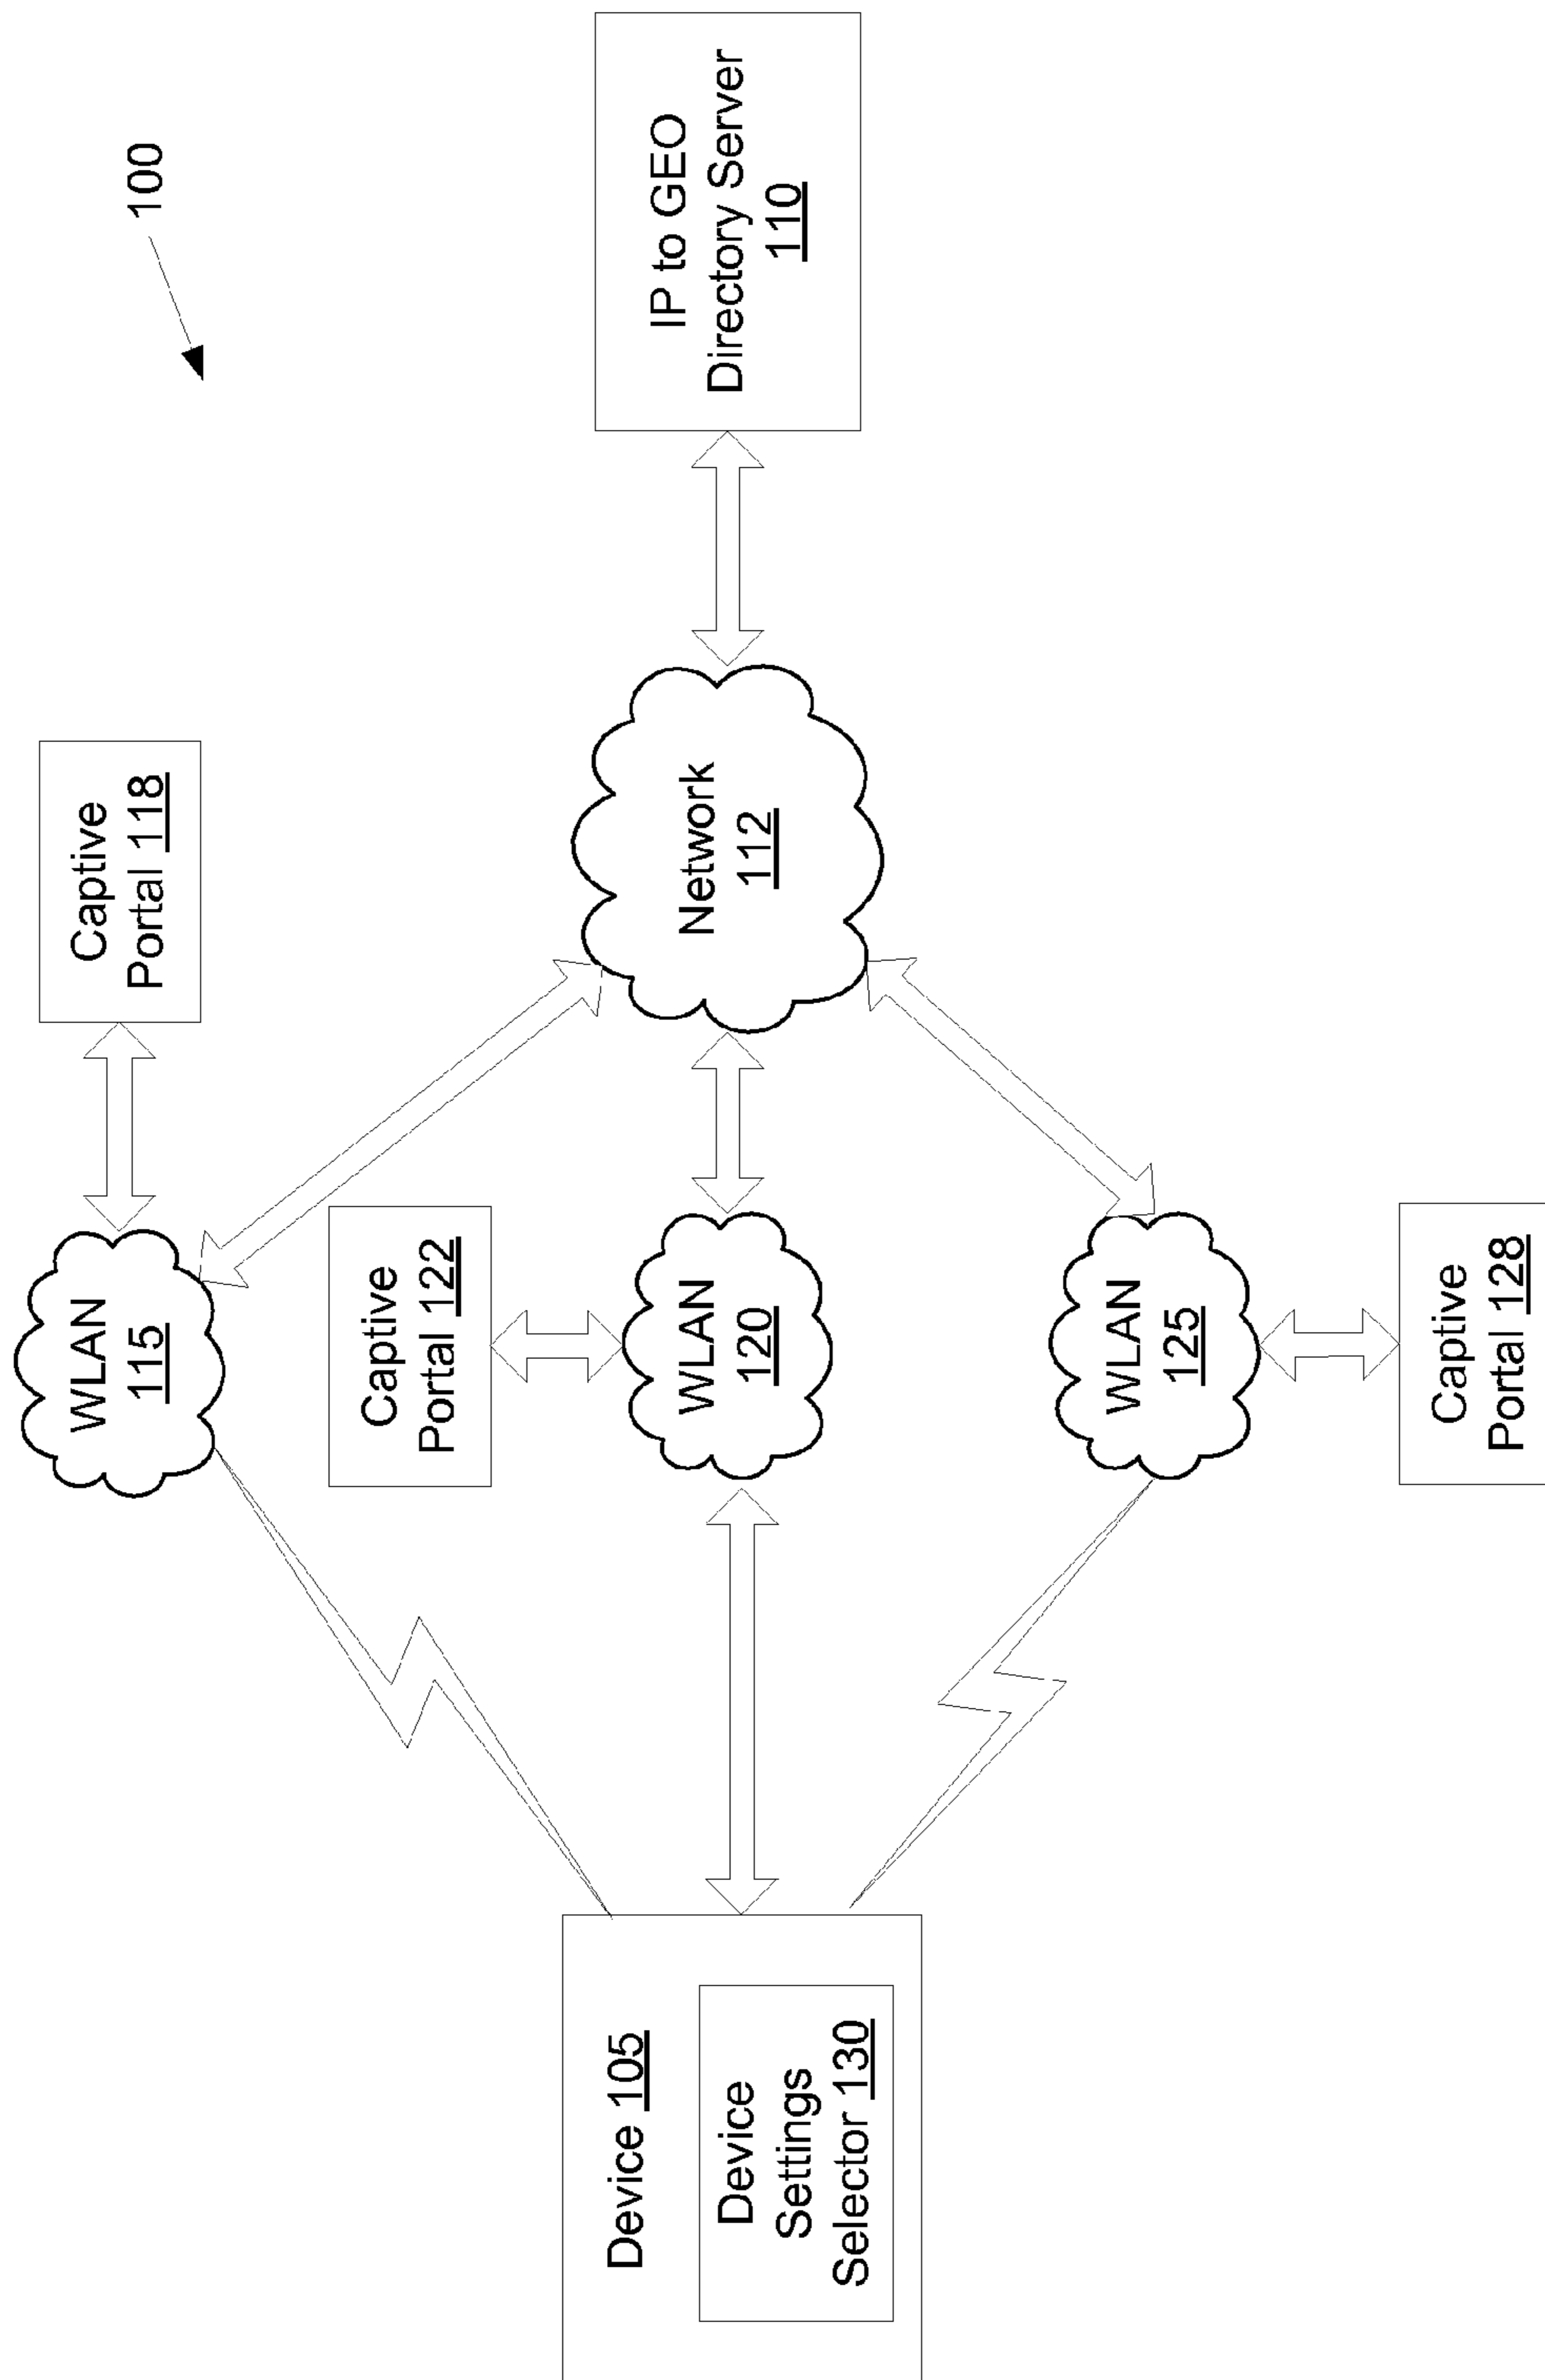 100
Captive
Portal 118
WLAN
115
Captive
Portal 122
Device 105
Device
Settings
Selector 130
WLAN
120
Network
112
IP to GEO
Directory Server
110
WLAN
125
Captive
Portal 128